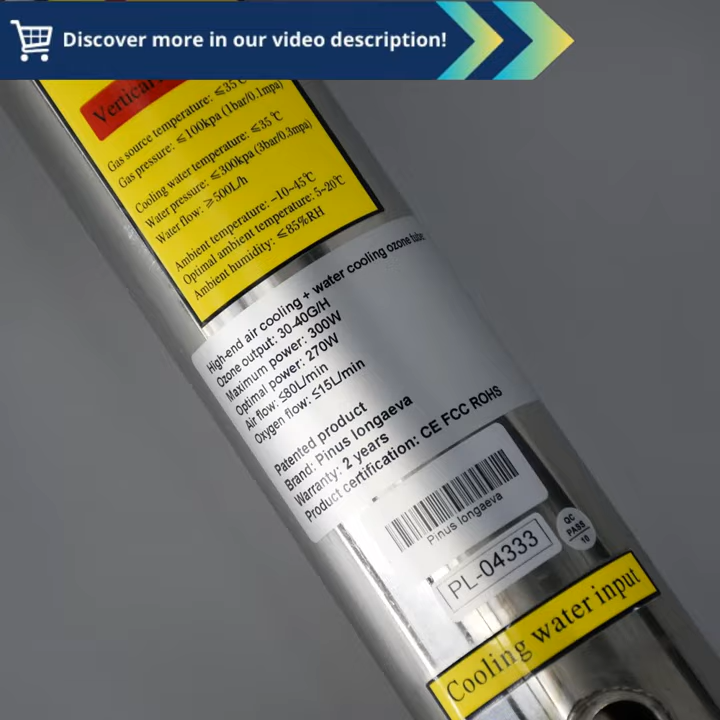 Discover more in our video description!
Vertical
Gas source temperature: ≤35℃
Gas pressure: ≤100kpa (1bar/0.1mpa)
Cooling water temperature: ≤35℃
Water pressure: ≤300kpa (3bar/0.3mpa)
Water flow: ≥500L/h
Ambient temperature: -10~45℃
Optimal ambient temperature: 5~20℃
Ambient humidity: ≤85%RH
High-end air cooling + water cooling ozone tube
Ozone output: 30-40G/H
Maximum power: 300W
Optimal power: 270W
Air flow: ≤80L/min
Oxygen flow: ≤15L/min
Patented product
Brand: Pinus longaeva
Warranty: 2 years
Product certification: CE FCC ROHS
Pinus longaeva
PL-04333
QC
PASS
10
Cooling water input